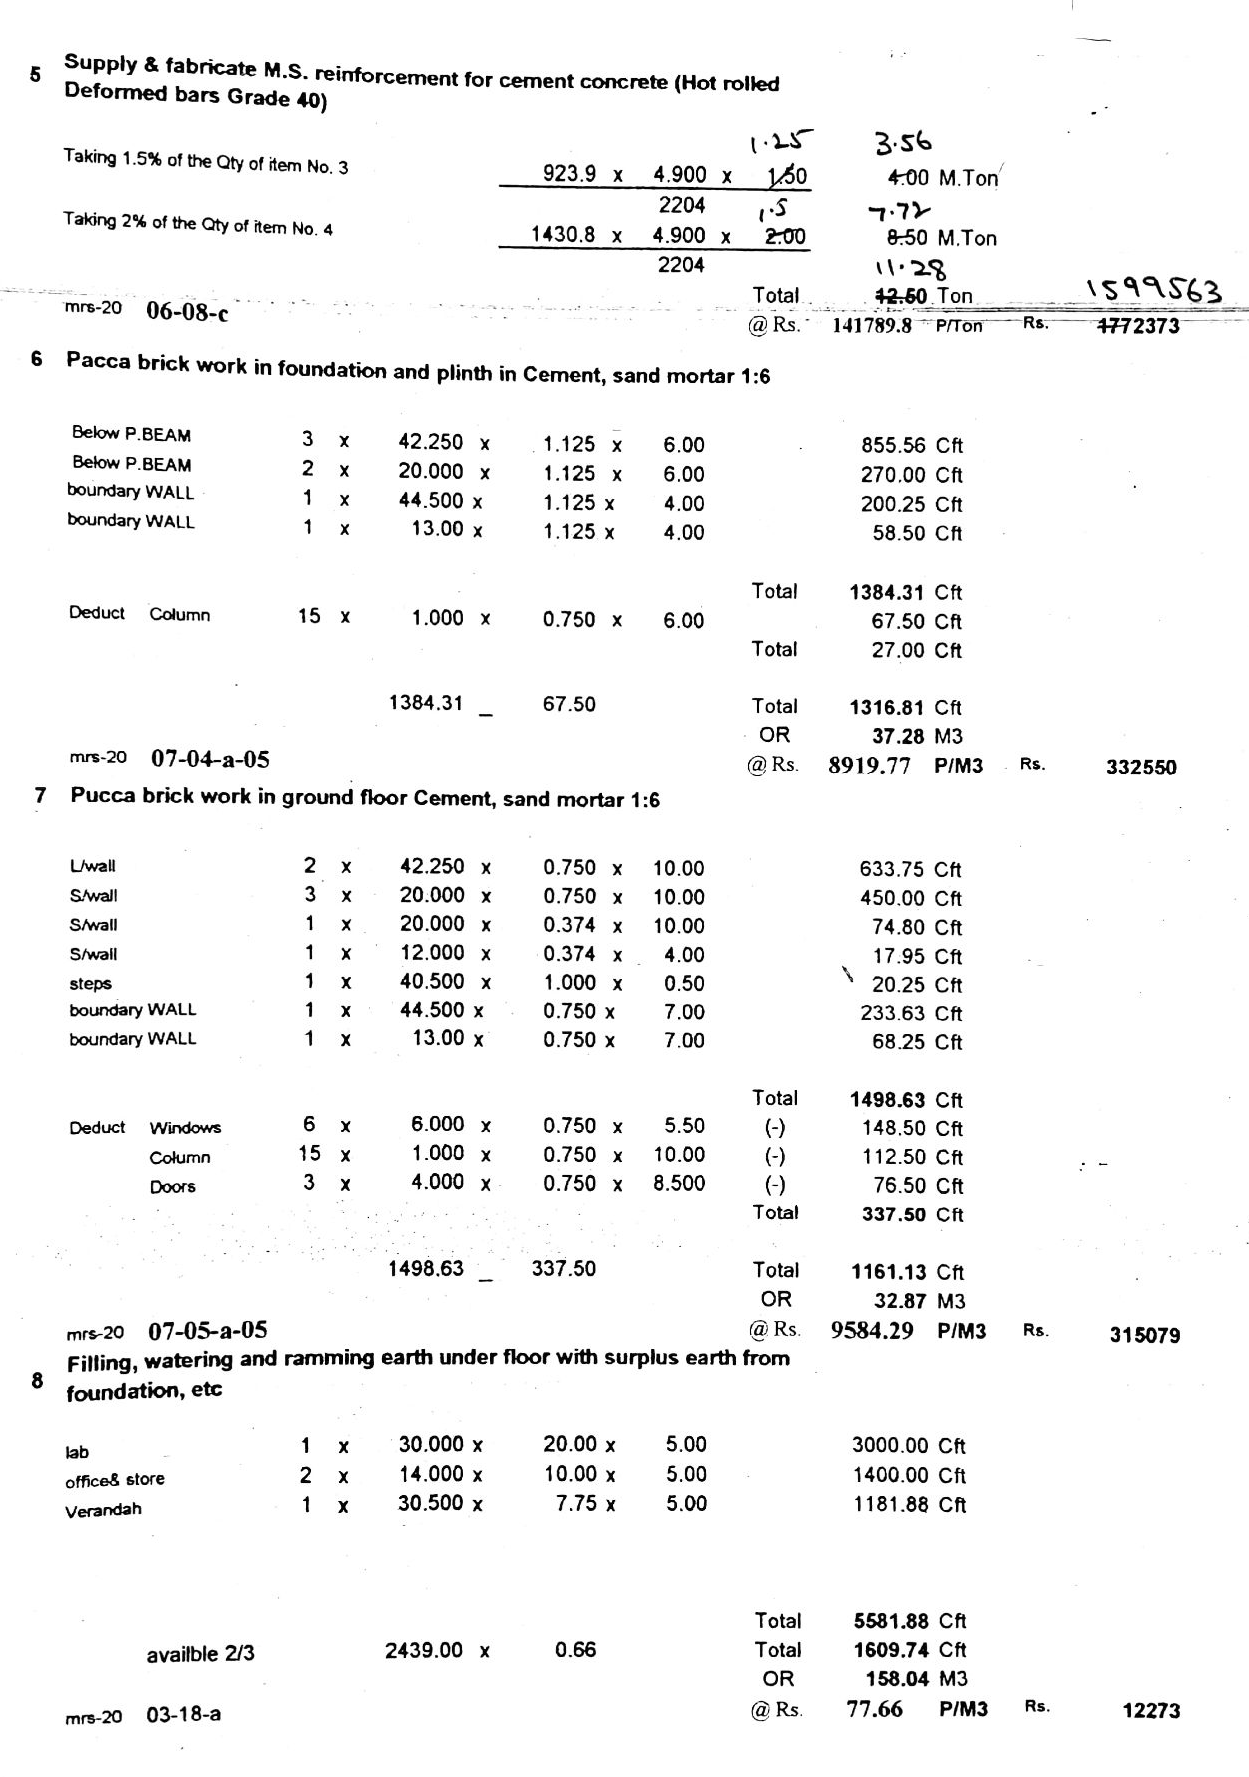 5 Supply & fabricate M.S. reinforcement for cement concrete (Hot rolled
Deformed bars Grade 40)
1.25 3.56
Taking 1.5% of the Qty of item No. 3 923.9 x 4.900 x 1.50 4.00 M.Ton
2204 1.5 7.72
Taking 2% of the Qty of item No. 4 1430.8 x 4.900 x 2.00 8.50 M.Ton
2204 11.28
Total 12.50 Ton 1599563
mrs-20 06-08-c @ Rs. 141789.8 P/Ton Rs. 1772373
6 Pacca brick work in foundation and plinth in Cement, sand mortar 1:6
Below P.BEAM 3 x 42.250 x 1.125 x 6.00 855.56 Cft
Below P.BEAM 2 x 20.000 x 1.125 x 6.00 270.00 Cft
boundary WALL 1 x 44.500 x 1.125 x 4.00 200.25 Cft
boundary WALL 1 x 13.00 x 1.125 x 4.00 58.50 Cft
Total 1384.31 Cft
Deduct Column 15 x 1.000 x 0.750 x 6.00 67.50 Cft
Total 27.00 Cft
1384.31 _ 67.50 Total 1316.81 Cft
OR 37.28 M3
mrs-20 07-04-a-05 @ Rs. 8919.77 P/M3 Rs. 332550
7 Pucca brick work in ground floor Cement, sand mortar 1:6
L/wall 2 x 42.250 x 0.750 x 10.00 633.75 Cft
S/wall 3 x 20.000 x 0.750 x 10.00 450.00 Cft
S/wall 1 x 20.000 x 0.374 x 10.00 74.80 Cft
S/wall 1 x 12.000 x 0.374 x 4.00 17.95 Cft
steps 1 x 40.500 x 1.000 x 0.50 20.25 Cft
boundary WALL 1 x 44.500 x 0.750 x 7.00 233.63 Cft
boundary WALL 1 x 13.00 x 0.750 x 7.00 68.25 Cft
Total 1498.63 Cft
Deduct Windows 6 x 6.000 x 0.750 x 5.50 (-) 148.50 Cft
Column 15 x 1.000 x 0.750 x 10.00 (-) 112.50 Cft
Doors 3 x 4.000 x 0.750 x 8.500 (-) 76.50 Cft
Total 337.50 Cft
1498.63 _ 337.50 Total 1161.13 Cft
OR 32.87 M3
mrs-20 07-05-a-05 @ Rs. 9584.29 P/M3 Rs. 315079
8 Filling, watering and ramming earth under floor with surplus earth from
foundation, etc
lab 1 x 30.000 x 20.00 x 5.00 3000.00 Cft
office& store 2 x 14.000 x 10.00 x 5.00 1400.00 Cft
Verandah 1 x 30.500 x 7.75 x 5.00 1181.88 Cft
Total 5581.88 Cft
availble 2/3 2439.00 x 0.66 Total 1609.74 Cft
OR 158.04 M3
mrs-20 03-18-a @ Rs. 77.66 P/M3 Rs. 12273